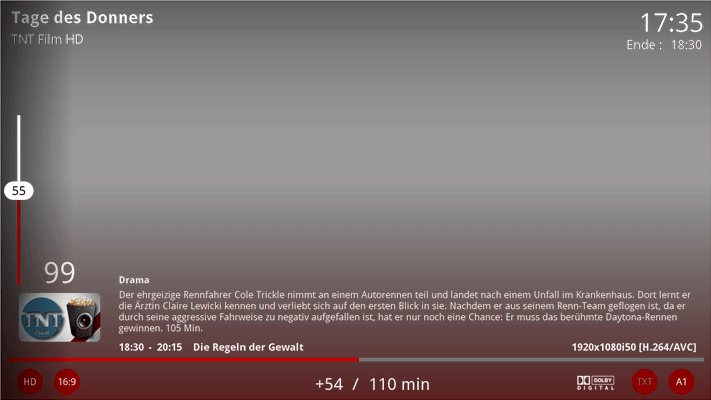 Tage des Donners
17:35
TNT Film HD
Ende : 18:30
55
99
Drama
Der ehrgeizige Rennfahrer Cole Trickle nimmt an einem Autorennen teil und landet nach einem Unfall im Krankenhaus. Dort lernt er
die Ärztin Claire Lewicki kennen und verliebt sich auf den ersten Blick in sie. Nachdem er aus seinem Renn-Team geflogen ist, da er
durch seine aggressive Fahrweise zu negativ aufgefallen ist, hat er nur noch eine Chance: Er muss das berühmte Daytona-Rennen
gewinnen. 105 Min.
TNT
18:30 - 20:15 Die Regeln der Gewalt
1920x1080i50 [H.264/AVC]
HD
16:9
+54 / 110 min
DOLBY
DIGITAL
TXT
A1